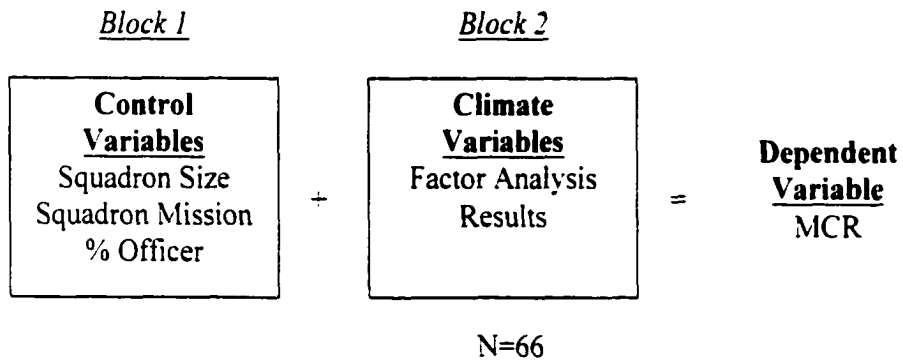 Block 1
Block 2
Control
Variables
Squadron Size
Squadron Mission
% Officer
+
Climate
Variables
Factor Analysis
Results
=
Dependent
Variable
MCR
N=66